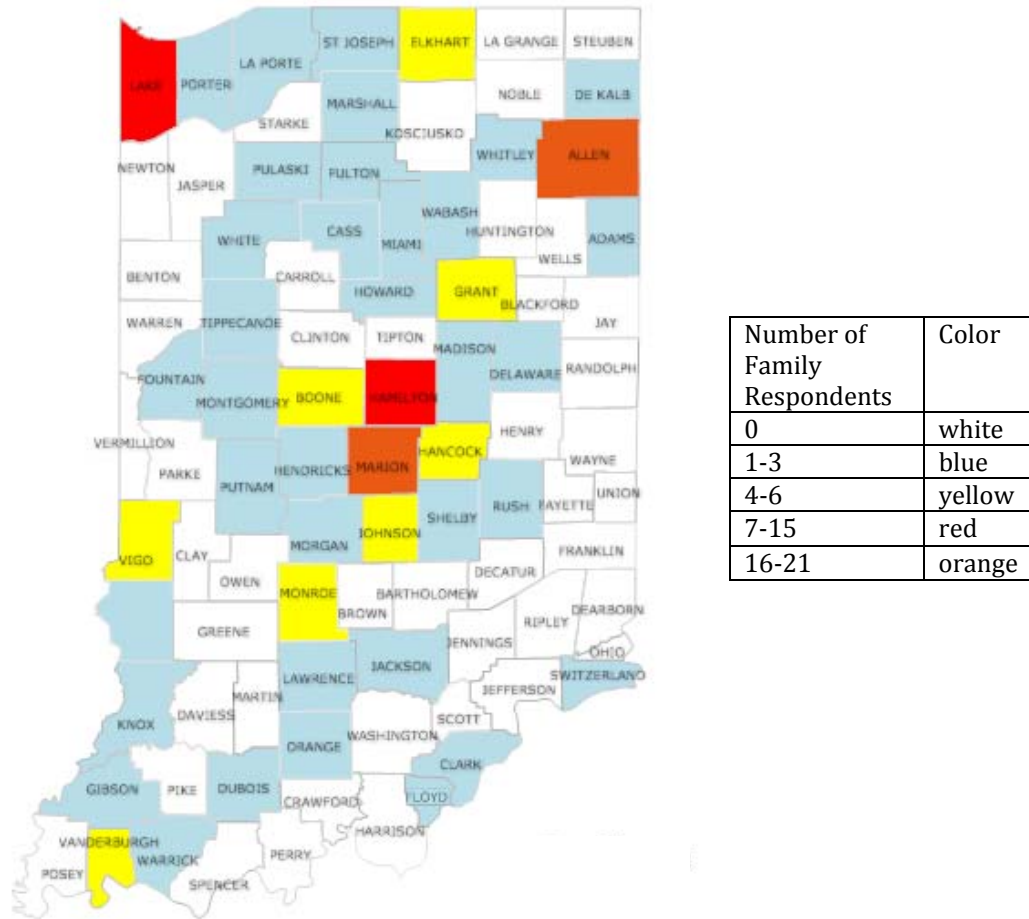 ST JOSEPH
ELKHART
LA GRANGE
STEUBEN
LA PORTE
LAKE
PORTER
NOBLE
DE KALB
MARSHALL
STARKE
KOSCIUSKO
WHITLEY
ALLEN
NEWTON
JASPER
PULASKI
FULTON
WABASH
HUNTINGTON
WHITE
CASS
MIAMI
ADAMS
WELLS
BENTON
CARROLL
HOWARD
GRANT
BLACKFORD
JAY
WARREN
TIPPECANOE
CLINTON
TIPTON
MADISON
DELAWARE
RANDOLPH
FOUNTAIN
MONTGOMERY
BOONE
HAMILYON
HENRY
VERMILLION
PARKE
PUTNAM
HENDRICKS
MARION
HANCOCK
WAYNE
RUSH
FAYETTE
UNION
SHELBY
JOHNSON
MORGAN
VIGO
CLAY
OWEN
FRANKLIN
DECATUR
MONROE
BROWN
BARTHOLOMEW
DEARBORN
RIPLEY
GREENE
JENNINGS
OHIO
SWITZERLAND
JACKSON
LAWRENCE
JEFFERSON
MARTIN
DAVIESS
KNOX
SCOTT
WASHINGTON
ORANGE
CLARK
GIBSON
PIKE
DUBOIS
CRAWFORD
FLOYD
HARRISON
VANDERBURGH
WARRICK
PERRY
POSEY
SPENCER
Number of Color
Family
Respondents
0 white
1-3 blue
4-6 yellow
7-15 red
16-21 orange